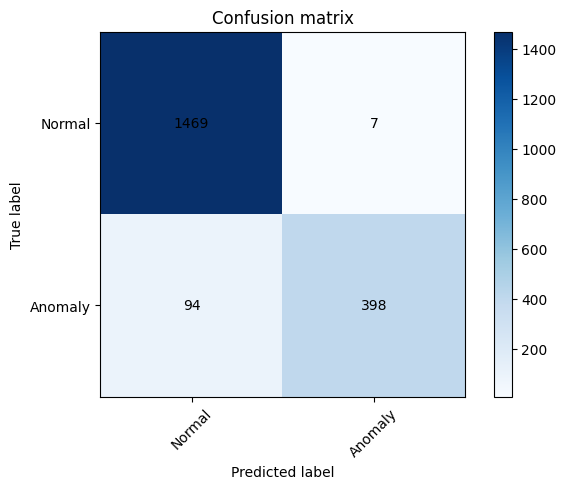 Confusion matrix
True label
Normal
1469 7
Anomaly
94 398
Normal
Anomaly
Predicted label
1400
1200
1000
800
600
400
200